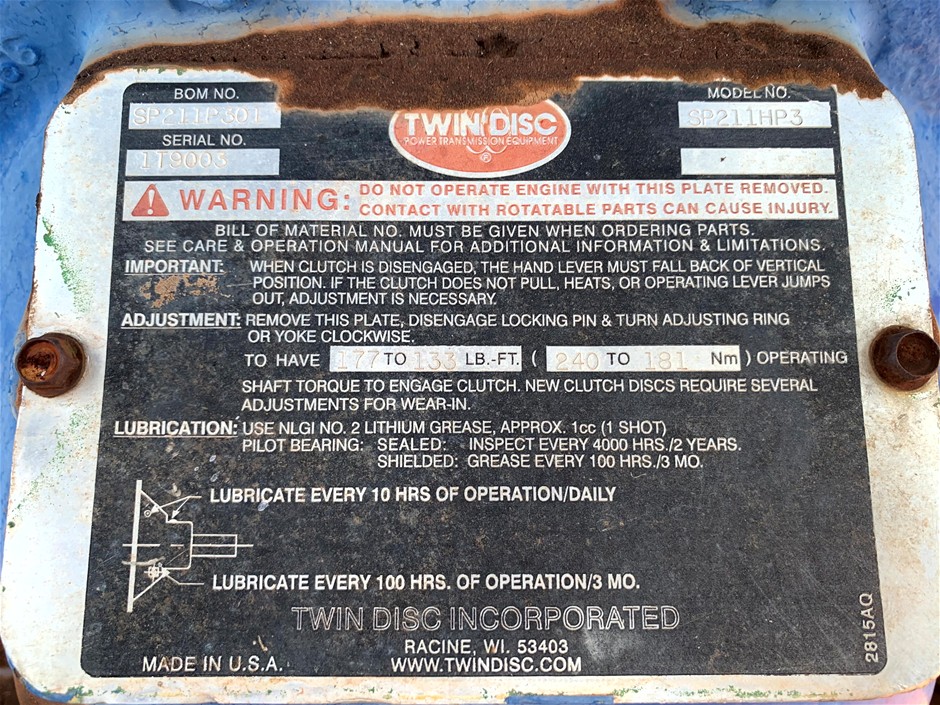 BOM NO.
SP211P301
SERIAL NO.
1T9005
TWIN DISC
POWER TRANSMISSION EQUIPMENT
®
MODEL NO.
SP211HP3
WARNING: DO NOT OPERATE ENGINE WITH THIS PLATE REMOVED.
CONTACT WITH ROTATABLE PARTS CAN CAUSE INJURY.
BILL OF MATERIAL NO. MUST BE GIVEN WHEN ORDERING PARTS.
SEE CARE & OPERATION MANUAL FOR ADDITIONAL INFORMATION & LIMITATIONS.
IMPORTANT: WHEN CLUTCH IS DISENGAGED, THE HAND LEVER MUST FALL BACK OF VERTICAL
POSITION. IF THE CLUTCH DOES NOT PULL, HEATS, OR OPERATING LEVER JUMPS
OUT, ADJUSTMENT IS NECESSARY.
ADJUSTMENT: REMOVE THIS PLATE, DISENGAGE LOCKING PIN & TURN ADJUSTING RING
OR YOKE CLOCKWISE.
TO HAVE 177 TO 133 LB.-FT. ( 240 TO 181 Nm ) OPERATING
SHAFT TORQUE TO ENGAGE CLUTCH. NEW CLUTCH DISCS REQUIRE SEVERAL
ADJUSTMENTS FOR WEAR-IN.
LUBRICATION: USE NLGI NO. 2 LITHIUM GREASE, APPROX. 1cc (1 SHOT)
PILOT BEARING: SEALED: INSPECT EVERY 4000 HRS./2 YEARS.
SHIELDED: GREASE EVERY 100 HRS./3 MO.
LUBRICATE EVERY 10 HRS OF OPERATION/DAILY
LUBRICATE EVERY 100 HRS. OF OPERATION/3 MO.
TWIN DISC INCORPORATED
RACINE, WI. 53403
MADE IN U.S.A.
WWW.TWINDISC.COM
2815AQ